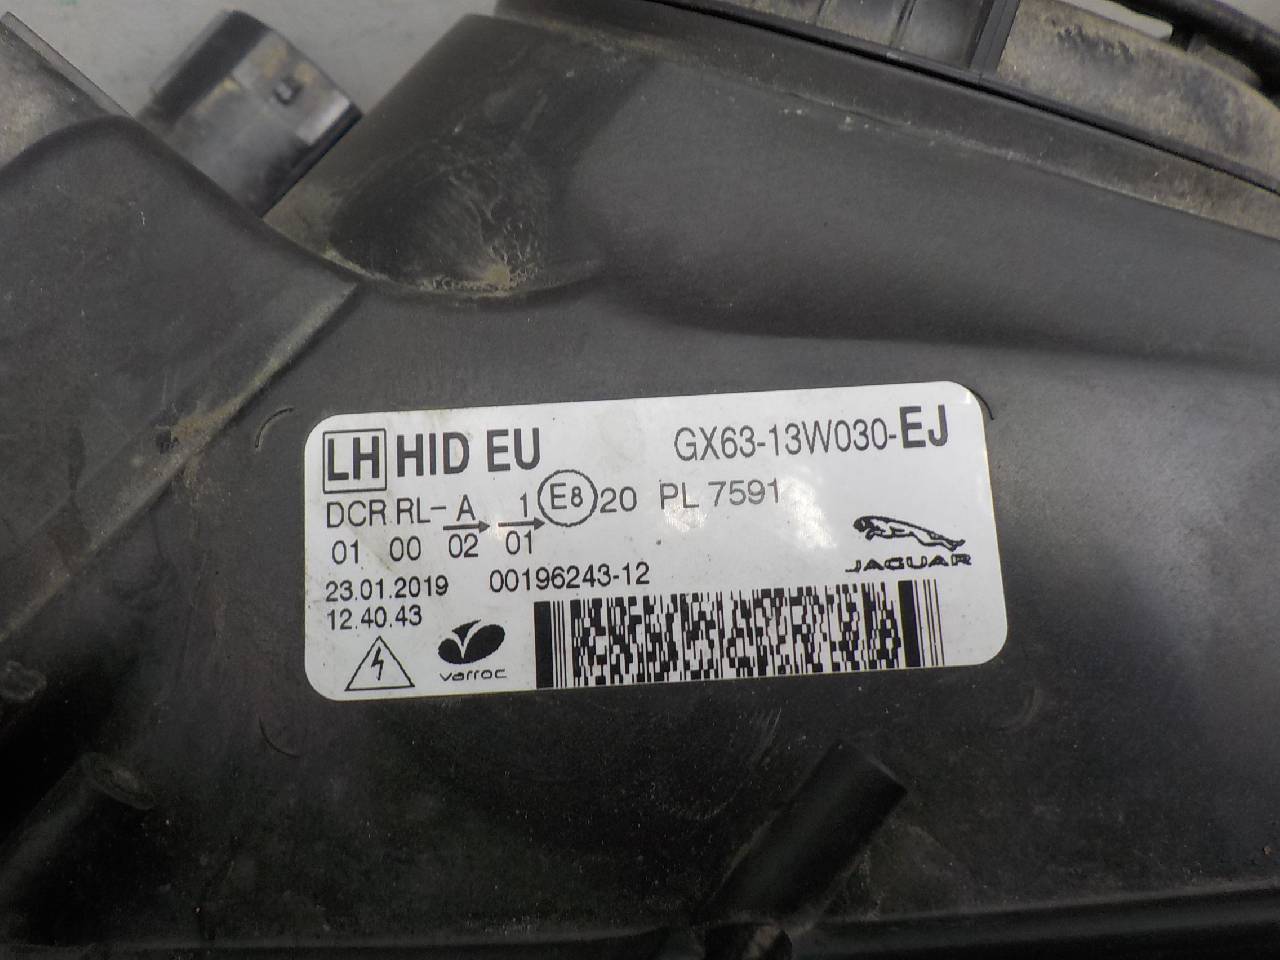 LH HID EU GX63-13W030-EJ
DCR RL- A 1 E8 20 PL 7591
01 00 02 01
JAGUAR
23.01.2019 00196243-12
12.40.43
varroc